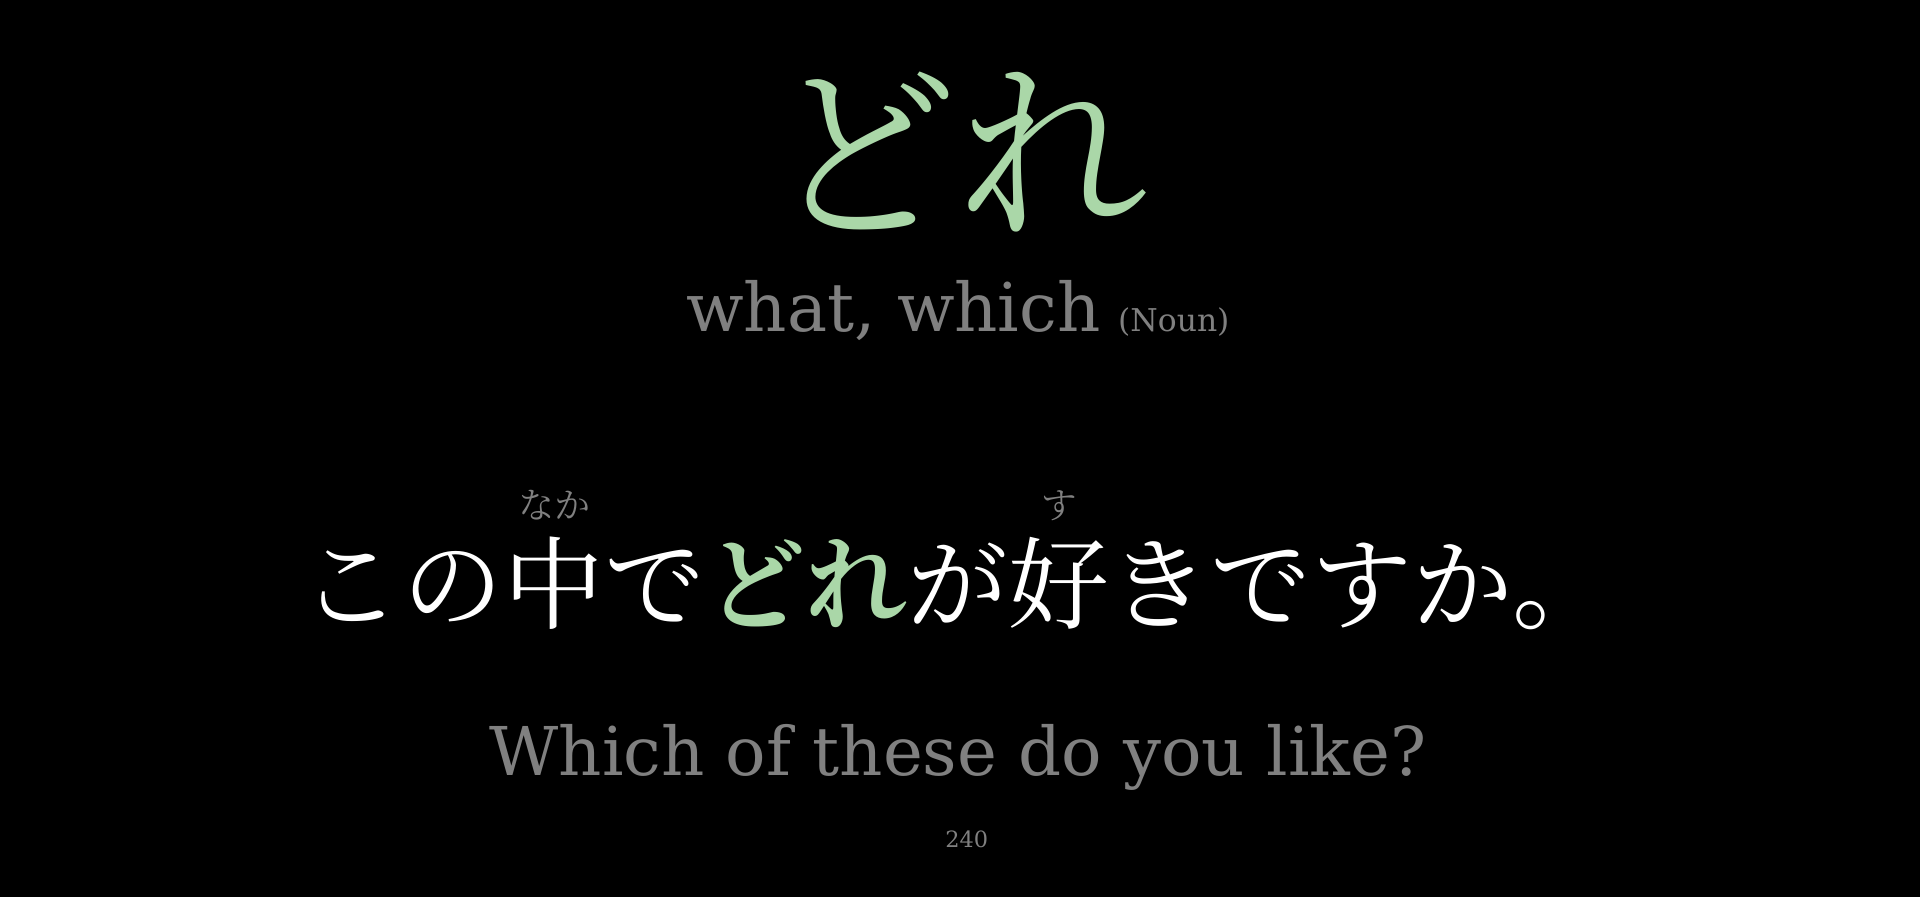 どれ
what, which (Noun)
なか す
この中でどれが好きですか。
Which of these do you like?
240